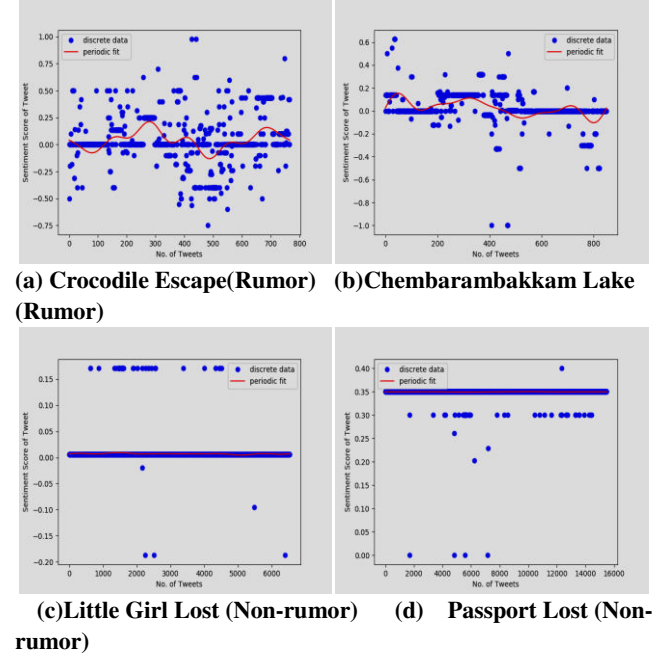 1.00
0.75
0.50
0.25
0.00
−0.25
−0.50
−0.75
Sentiment Score of Tweet
discrete data
periodic fit
0 100 200 300 400 500 600 700 800
No. of Tweets
0.6
0.4
0.2
0.0
−0.2
−0.4
−0.6
−0.8
−1.0
Sentiment Score of Tweet
discrete data
periodic fit
0 200 400 600 800
No. of Tweets
(a) Crocodile Escape(Rumor) (b)Chembarambakkam Lake
(Rumor)
0.15
0.10
0.05
0.00
−0.05
−0.10
−0.15
−0.20
Sentiment Score of Tweet
discrete data
periodic fit
0 1000 2000 3000 4000 5000 6000
No. of Tweets
0.40
0.35
0.30
0.25
0.20
0.15
0.10
0.05
0.00
Sentiment Score of Tweet
discrete data
periodic fit
0 2000 4000 6000 8000 10000 12000 14000 16000
No. of Tweets
(c)Little Girl Lost (Non-rumor) (d) Passport Lost (Non-
rumor)